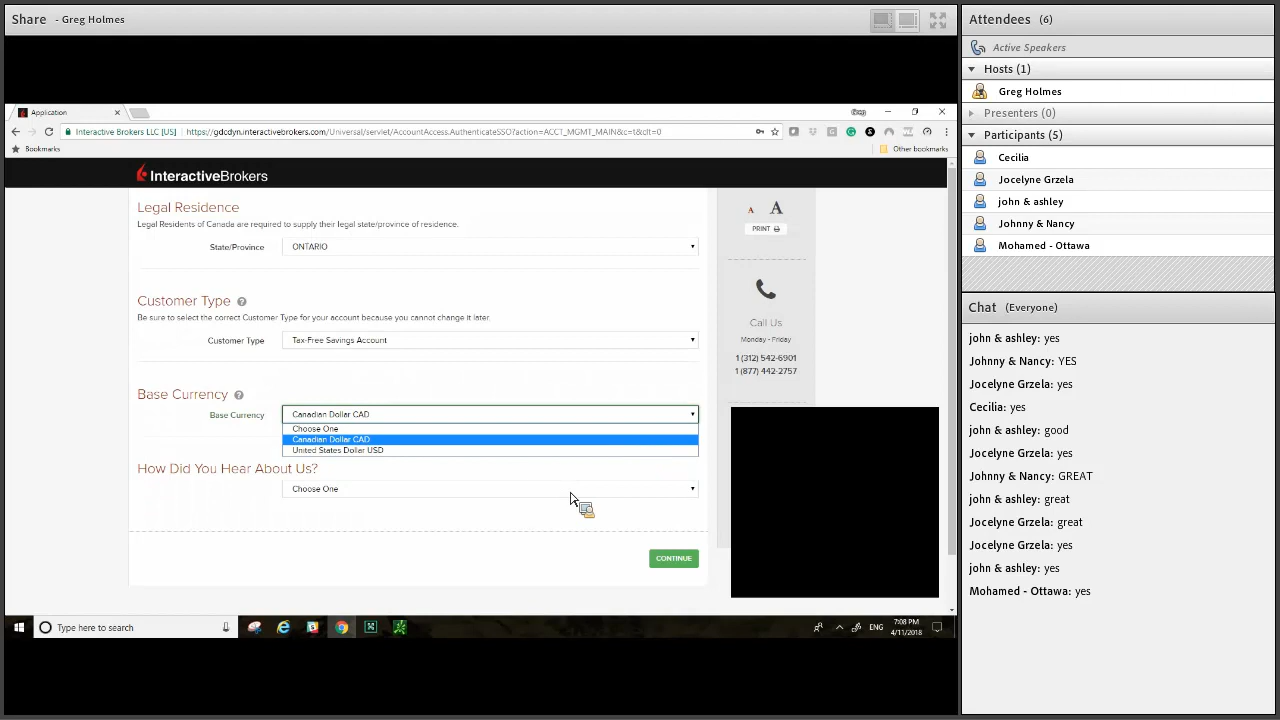 Share - Greg Holmes
Application
Greg
Interactive Brokers LLC [US] https://gdcdyn.interactivebrokers.com/Universal/servlet/AccountAccess.AuthenticateSSO?action=ACCT_MGMT_MAIN&c=t&clt=0
Bookmarks
Other bookmarks
InteractiveBrokers
Legal Residence
Legal Residents of Canada are required to supply their legal state/province of residence.
State/Province ONTARIO
Customer Type
Be sure to select the correct Customer Type for your account because you cannot change it later.
Customer Type Tax-Free Savings Account
Base Currency
Base Currency Canadian Dollar CAD
Choose One
Canadian Dollar CAD
United States Dollar USD
How Did You Hear About Us?
Choose One
CONTINUE
A A
PRINT
Call Us
Monday - Friday
1 (312) 542-6901
1 (877) 442-2757
Type here to search
ENG
7:08 PM
4/11/2018
Attendees (6)
Active Speakers
Hosts (1)
Greg Holmes
Presenters (0)
Participants (5)
Cecilia
Jocelyne Grzela
john & ashley
Johnny & Nancy
Mohamed - Ottawa
Chat (Everyone)
john & ashley: yes
Johnny & Nancy: YES
Jocelyne Grzela: yes
Cecilia: yes
john & ashley: good
Jocelyne Grzela: yes
Johnny & Nancy: GREAT
john & ashley: great
Jocelyne Grzela: great
Jocelyne Grzela: yes
john & ashley: yes
Mohamed - Ottawa: yes